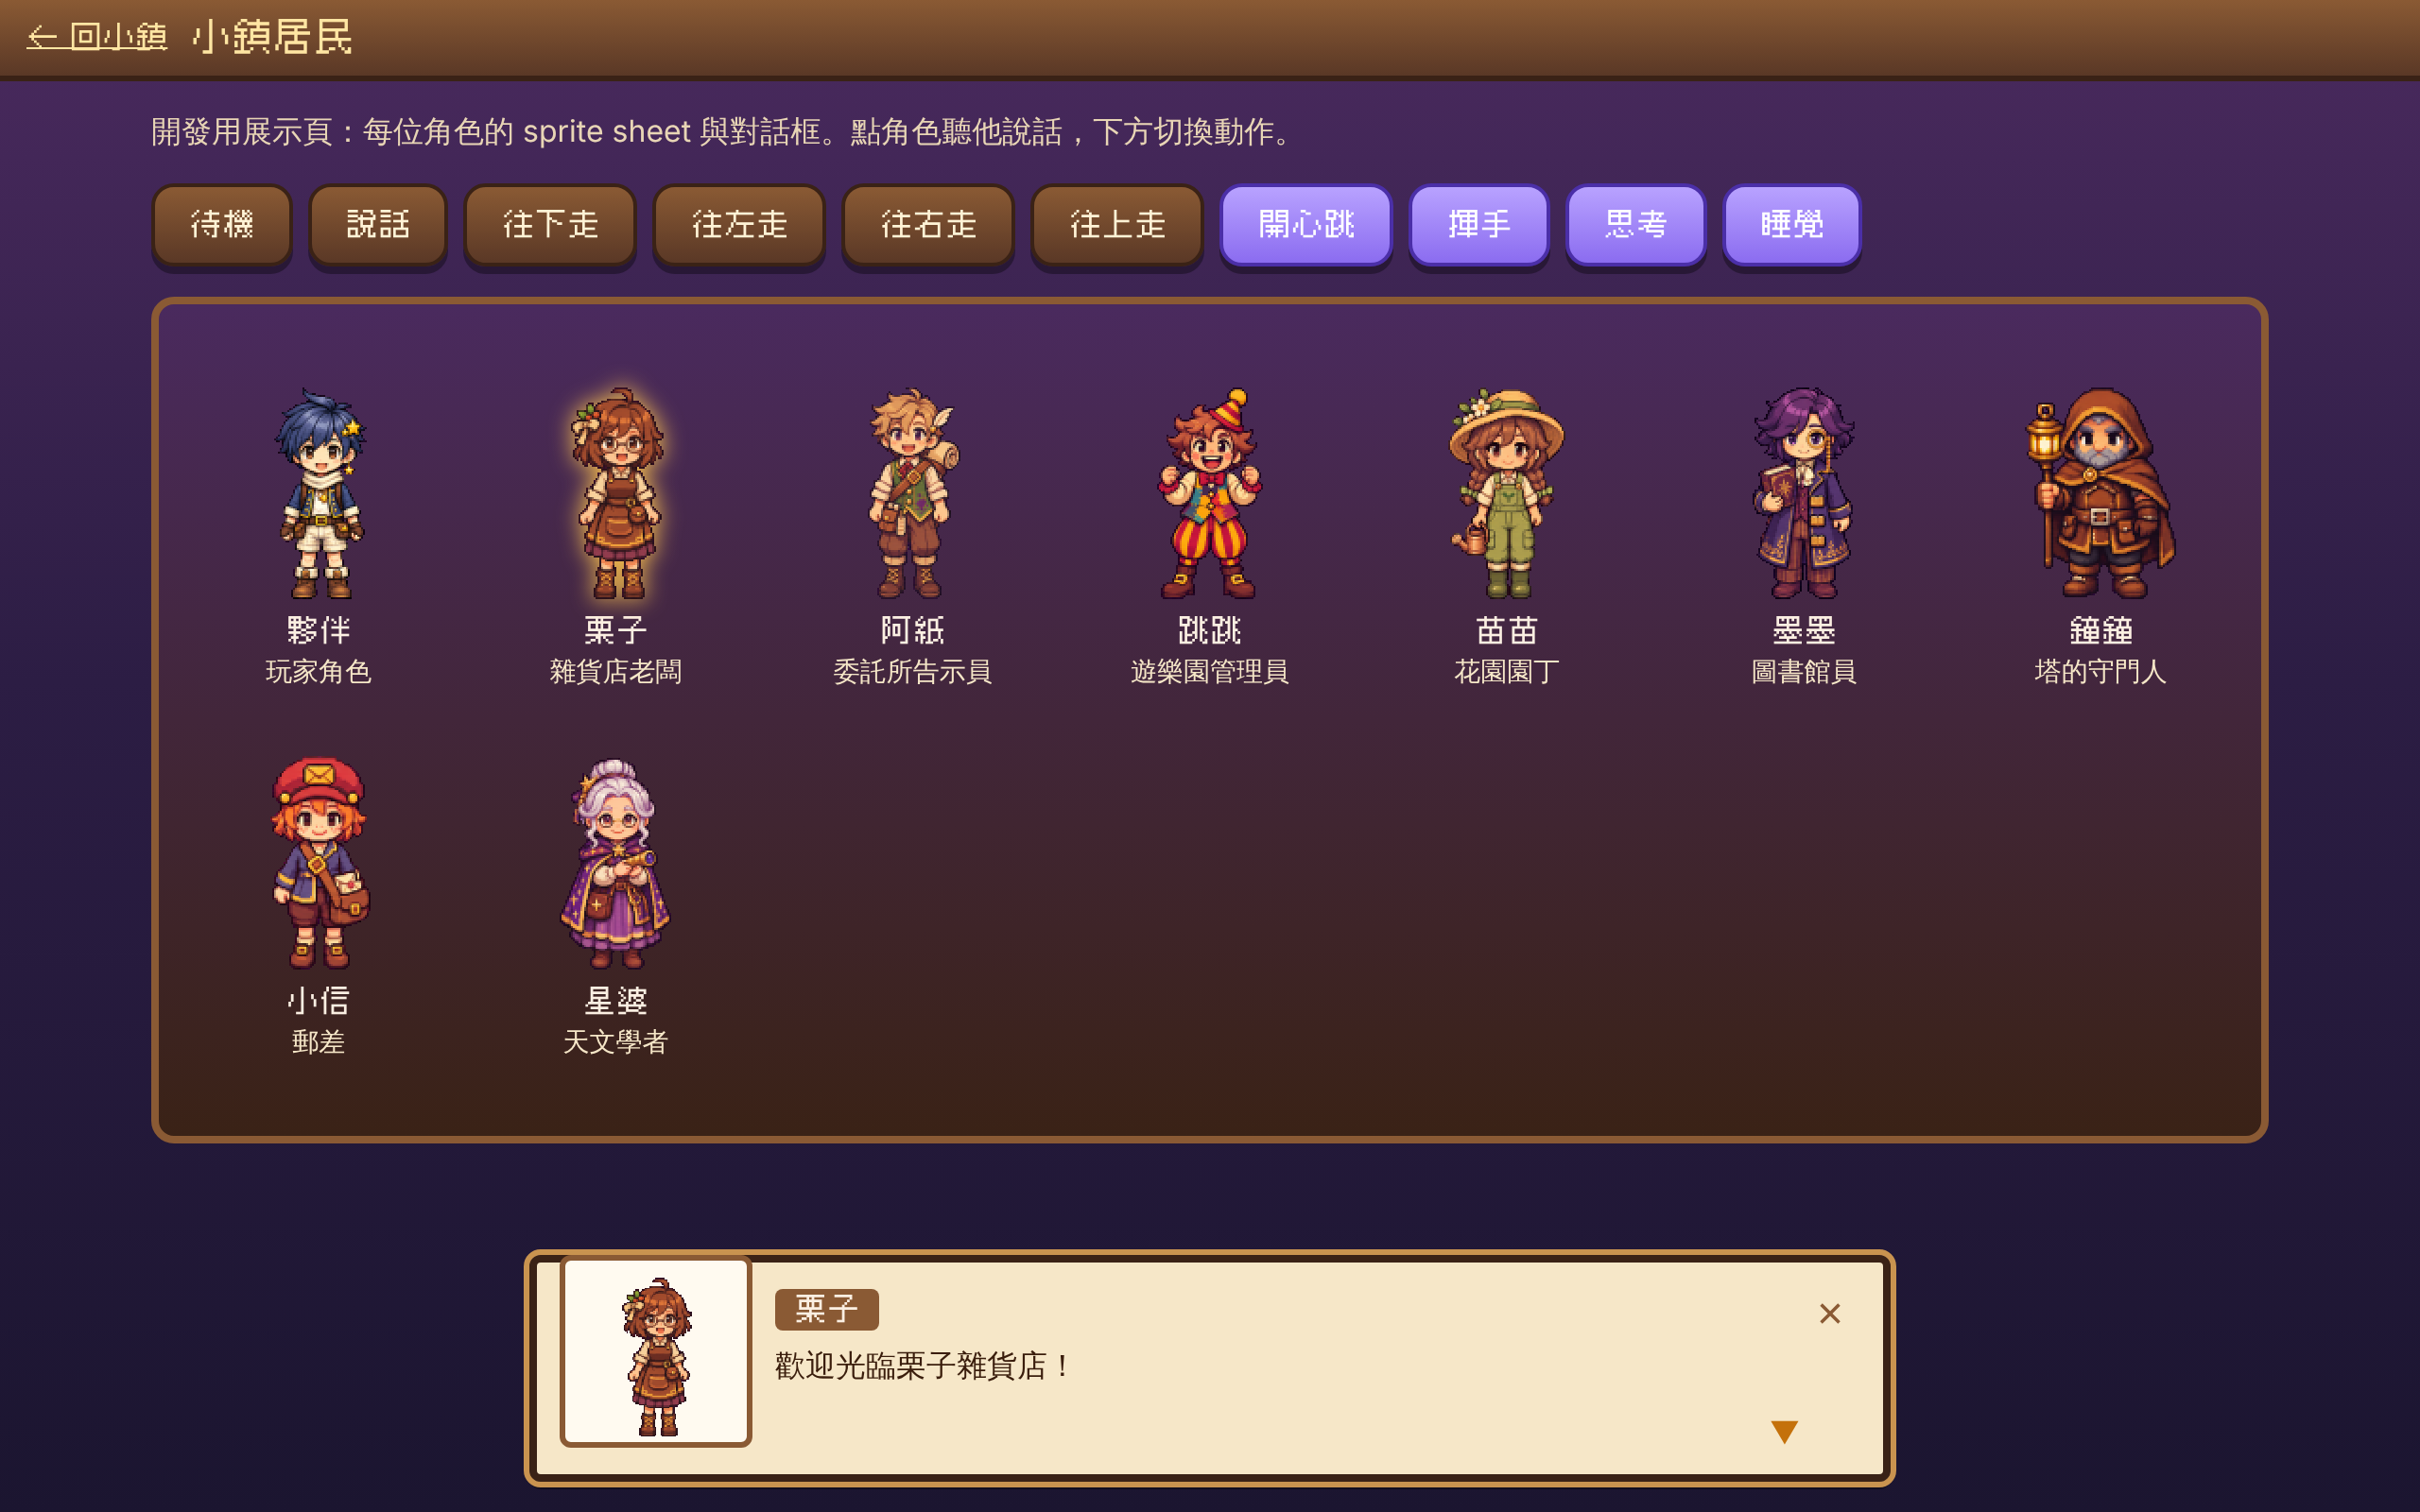 ← 回小鎮 小鎮居民
開發用展示頁：每位角色的 sprite sheet 與對話框。點角色聽他說話，下方切換動作。
待機 說話 往下走 往左走 往右走 往上走 開心跳 揮手 思考 睡覺
夥伴 栗子 阿紙 跳跳 苗苗 墨墨 鐘鐘
玩家角色 雜貨店老闆 委託所告示員 遊樂園管理員 花園園丁 圖書館員 塔的守門人
小信 星婆
郵差 天文學者
栗子
歡迎光臨栗子雜貨店！